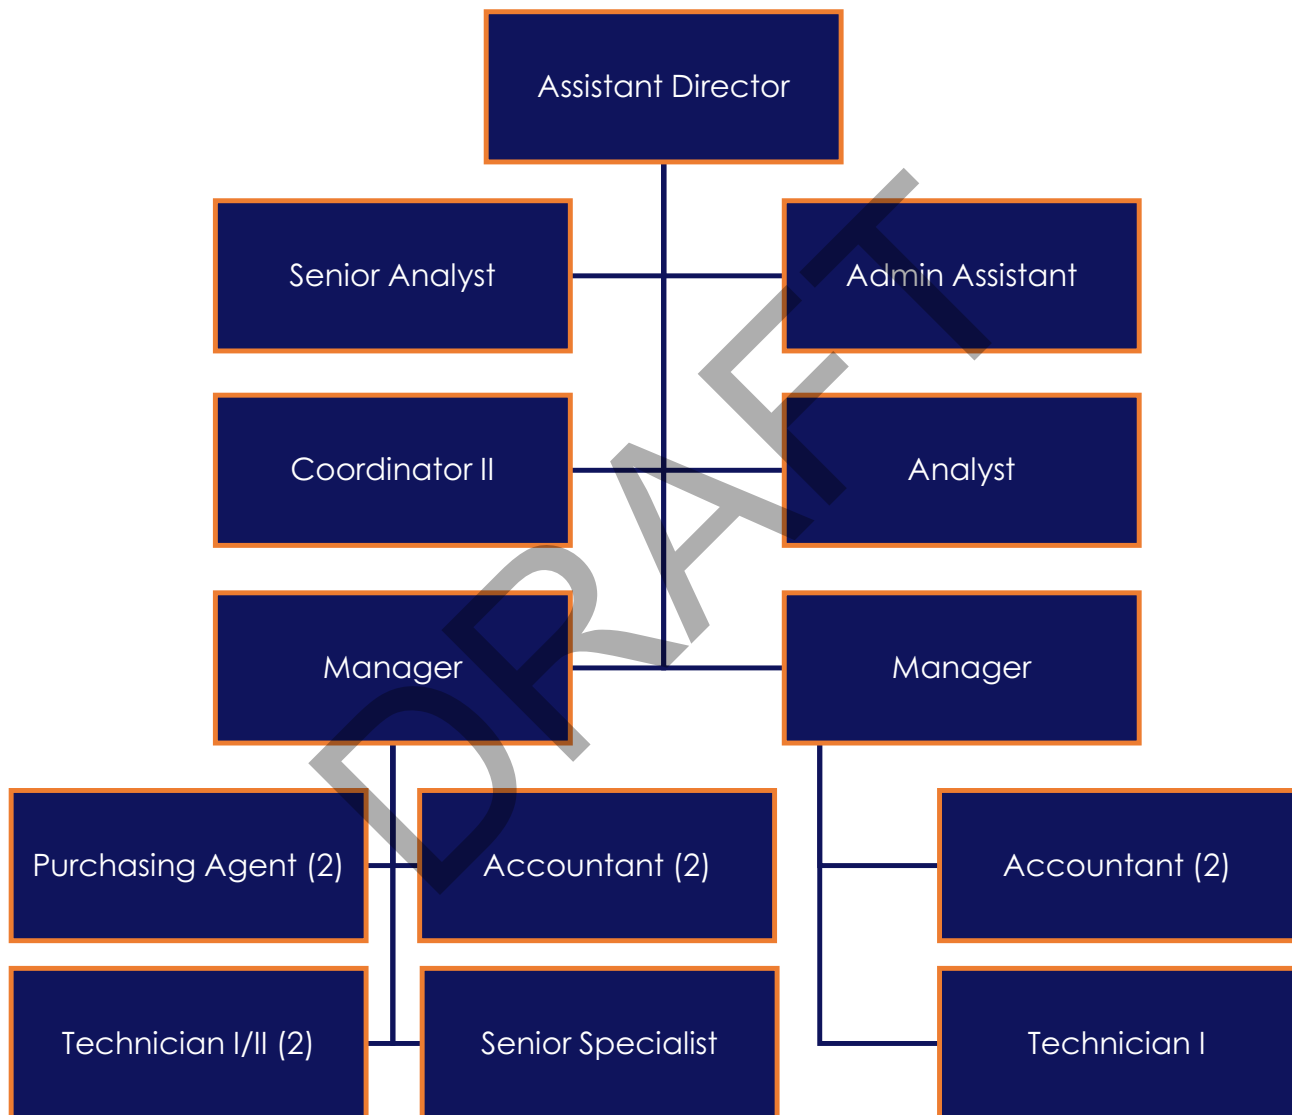 Assistant Director
Senior Analyst
Admin Assistant
Coordinator II
Analyst
Manager
Manager
Purchasing Agent (2)
Accountant (2)
Accountant (2)
Technician I/II (2)
Senior Specialist
Technician I
DRAFT